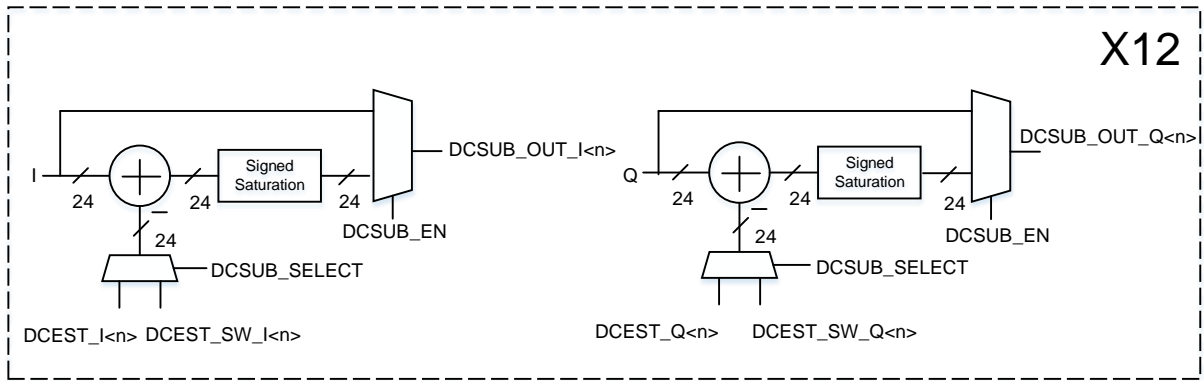 X12
I
24
24
Signed
Saturation
24
DCSUB_OUT_I<n>
DCSUB_EN
24
DCSUB_SELECT
DCEST_I<n>
DCEST_SW_I<n>
Q
24
24
Signed
Saturation
24
DCSUB_OUT_Q<n>
DCSUB_EN
24
DCSUB_SELECT
DCEST_Q<n>
DCEST_SW_Q<n>